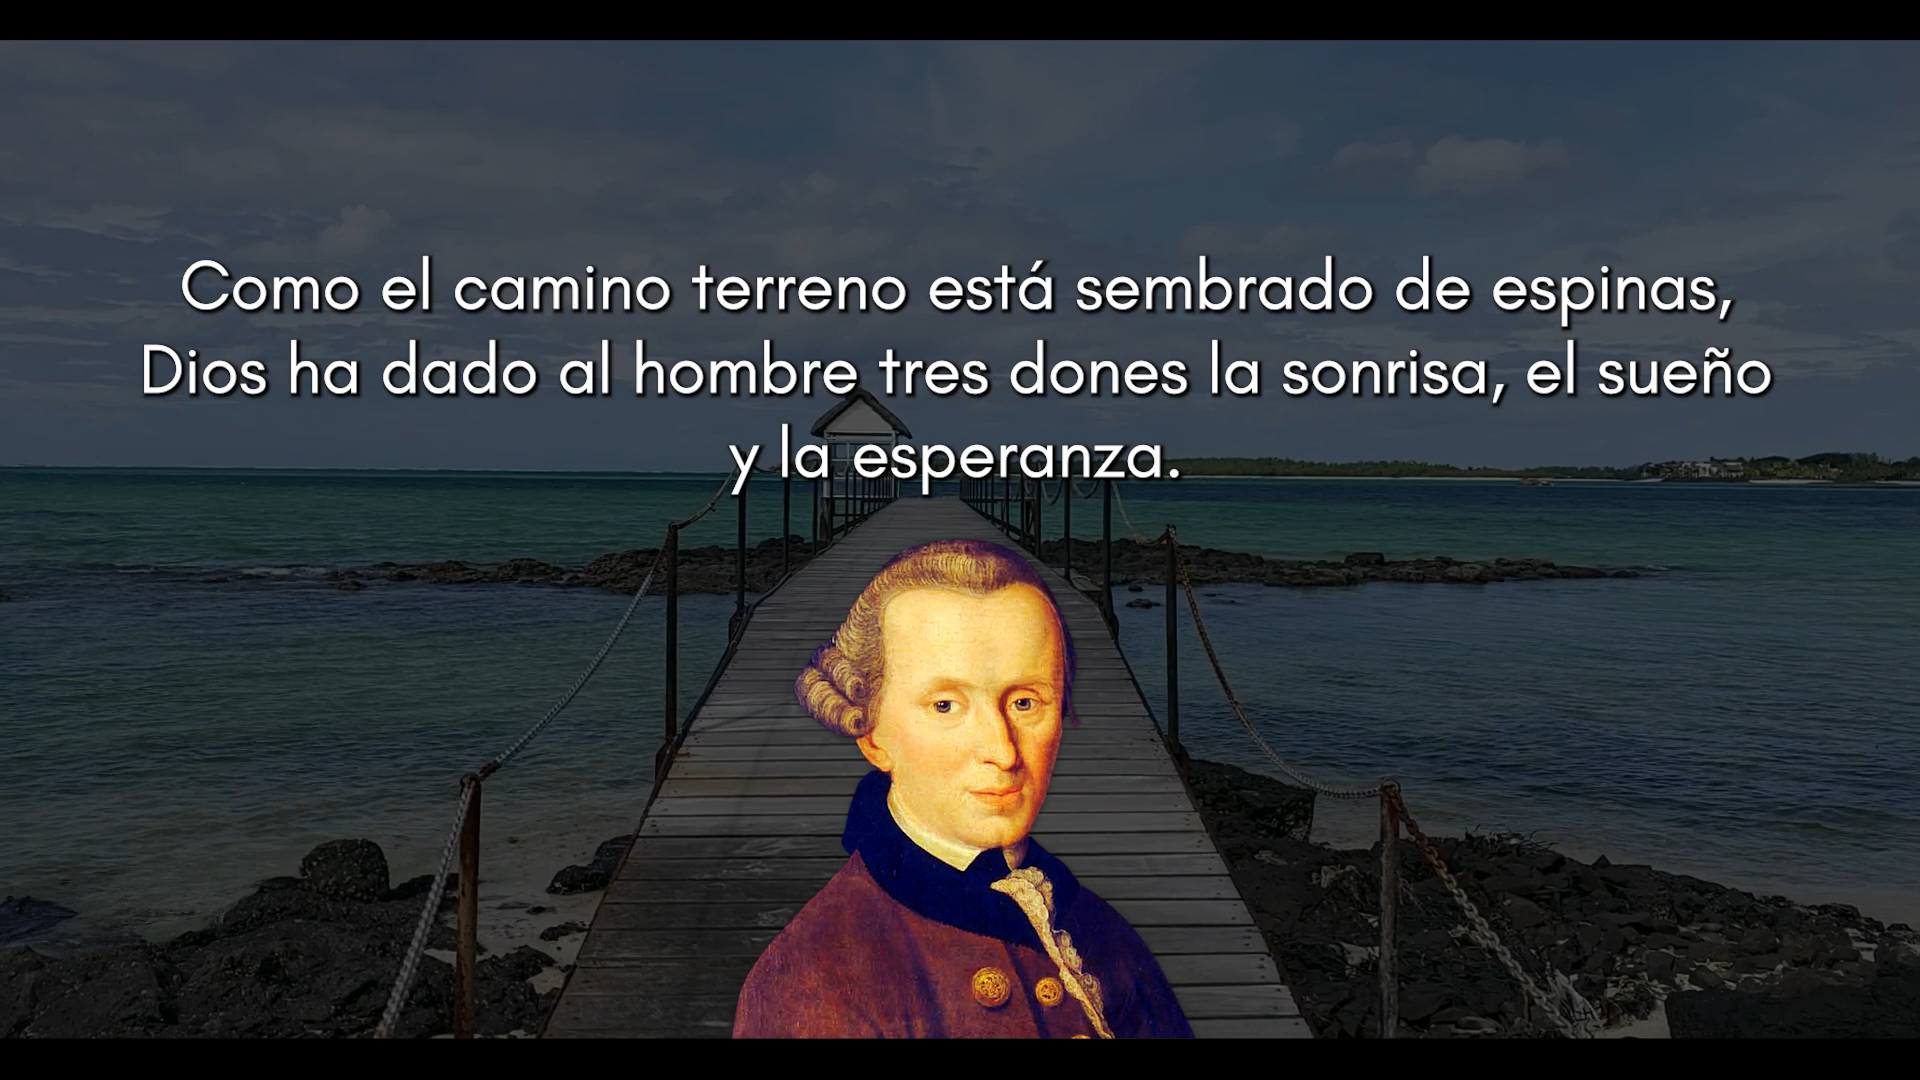 Como el camino terreno está sembrado de espinas,
Dios ha dado al hombre tres dones la sonrisa, el sueño
y la esperanza.